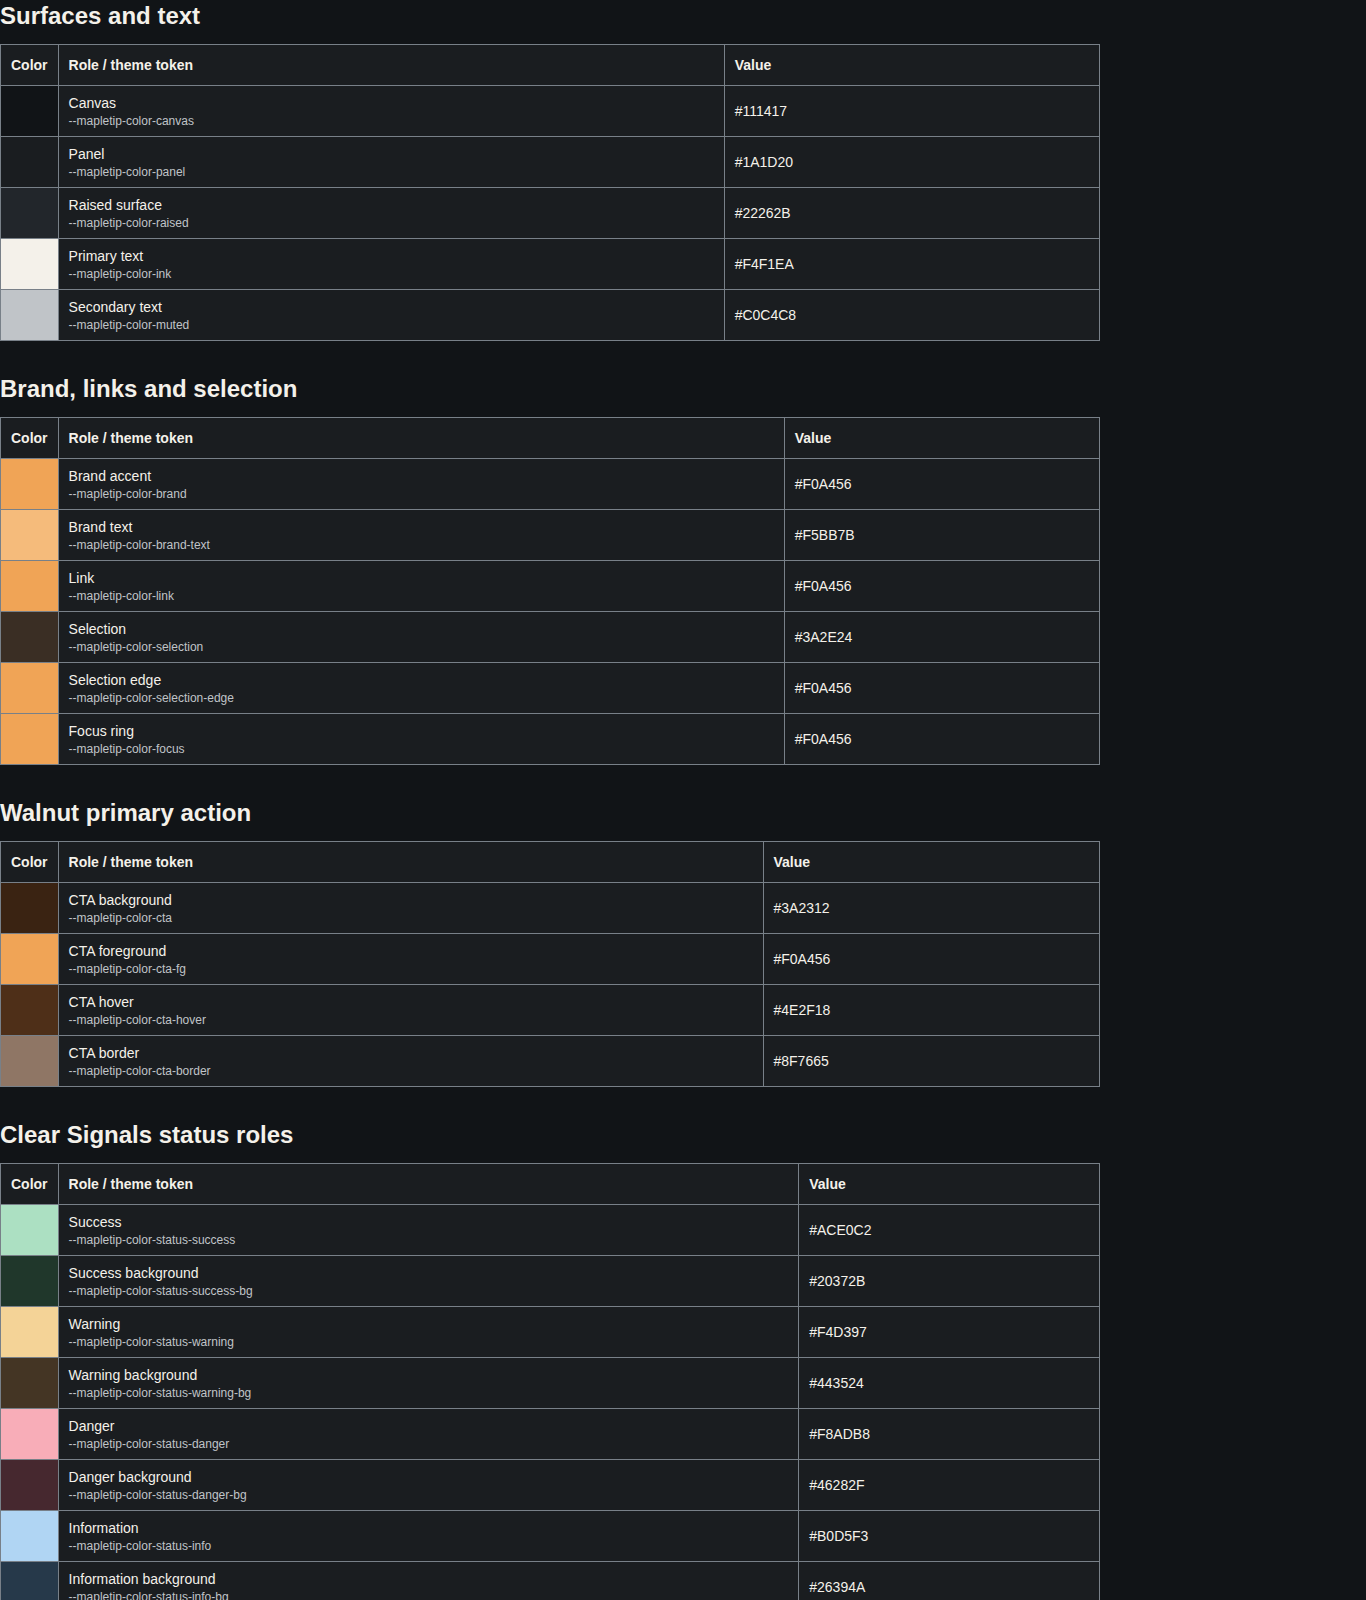 Surfaces and text
Color Role / theme token Value
Canvas
--mapletip-color-canvas
#111417
Panel
--mapletip-color-panel
#1A1D20
Raised surface
--mapletip-color-raised
#22262B
Primary text
--mapletip-color-ink
#F4F1EA
Secondary text
--mapletip-color-muted
#C0C4C8
Brand, links and selection
Color Role / theme token Value
Brand accent
--mapletip-color-brand
#F0A456
Brand text
--mapletip-color-brand-text
#F5BB7B
Link
--mapletip-color-link
#F0A456
Selection
--mapletip-color-selection
#3A2E24
Selection edge
--mapletip-color-selection-edge
#F0A456
Focus ring
--mapletip-color-focus
#F0A456
Walnut primary action
Color Role / theme token Value
CTA background
--mapletip-color-cta
#3A2312
CTA foreground
--mapletip-color-cta-fg
#F0A456
CTA hover
--mapletip-color-cta-hover
#4E2F18
CTA border
--mapletip-color-cta-border
#8F7665
Clear Signals status roles
Color Role / theme token Value
Success
--mapletip-color-status-success
#ACE0C2
Success background
--mapletip-color-status-success-bg
#20372B
Warning
--mapletip-color-status-warning
#F4D397
Warning background
--mapletip-color-status-warning-bg
#443524
Danger
--mapletip-color-status-danger
#F8ADB8
Danger background
--mapletip-color-status-danger-bg
#46282F
Information
--mapletip-color-status-info
#B0D5F3
Information background
--mapletip-color-status-info-bg
#26394A